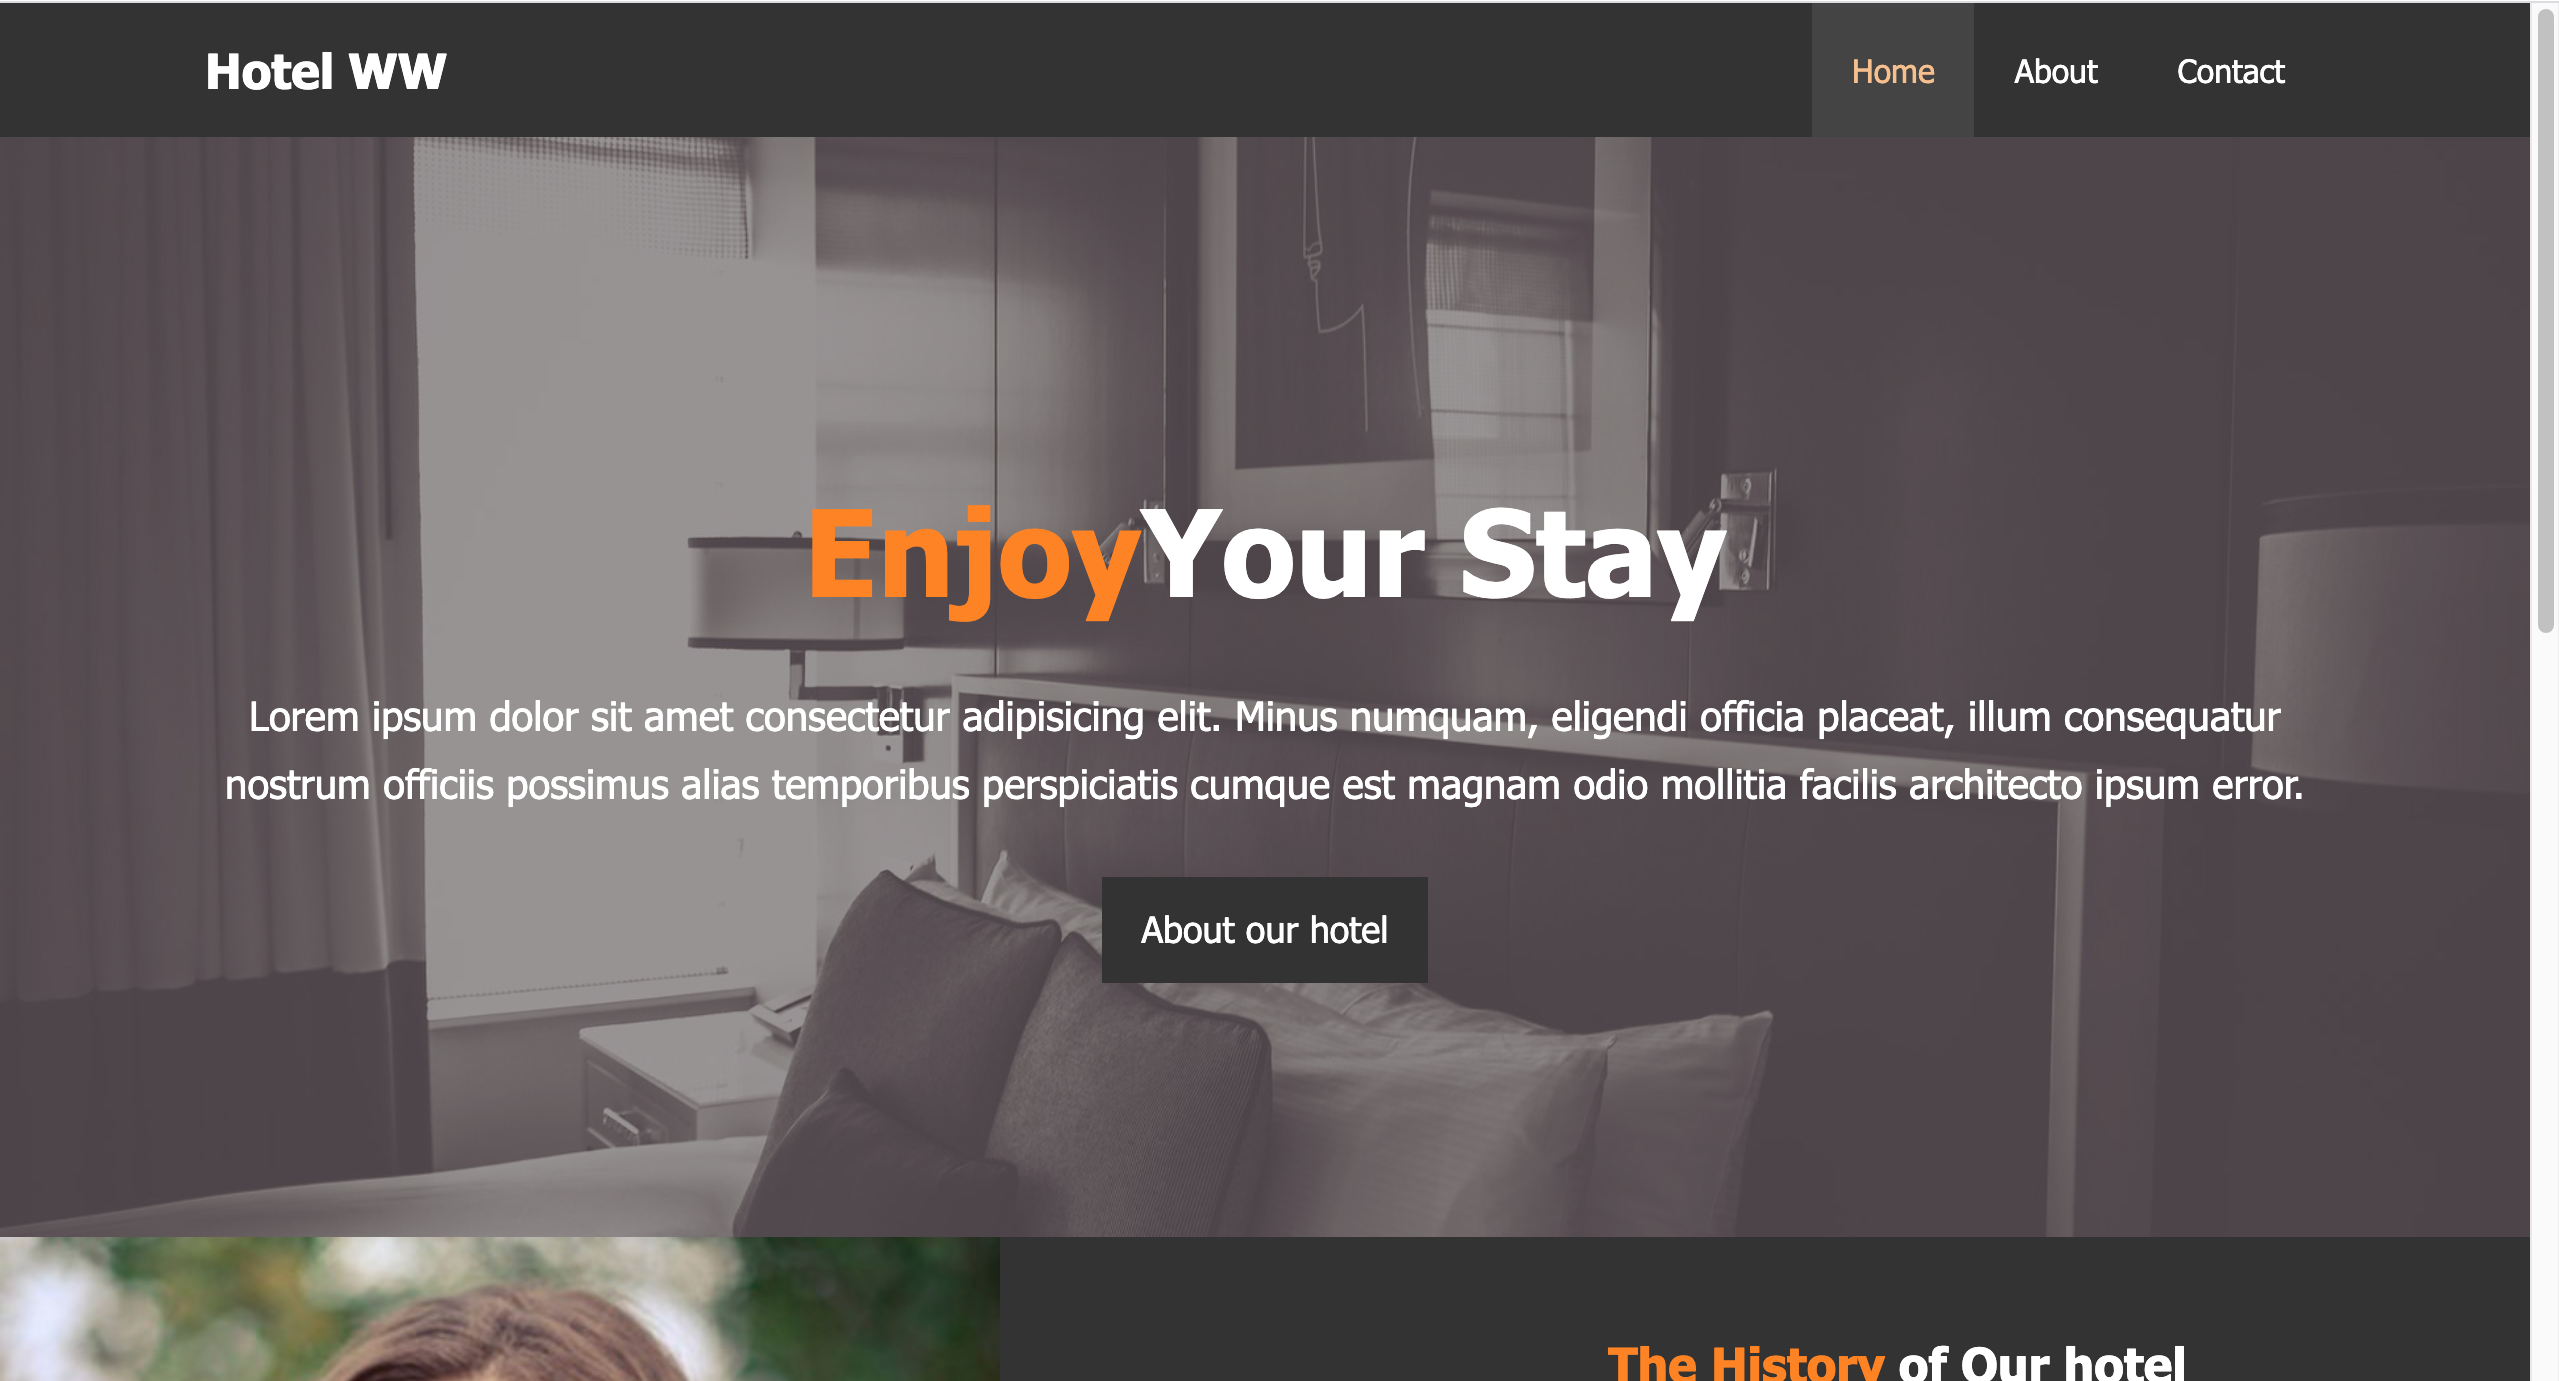 Hotel WW
Home
About
Contact
EnjoyYour Stay
Lorem ipsum dolor sit amet consectetur adipisicing elit. Minus numquam, eligendi officia placeat, illum consequatur
nostrum officiis possimus alias temporibus perspiciatis cumque est magnam odio mollitia facilis architecto ipsum error.
About our hotel
The History of Our hotel